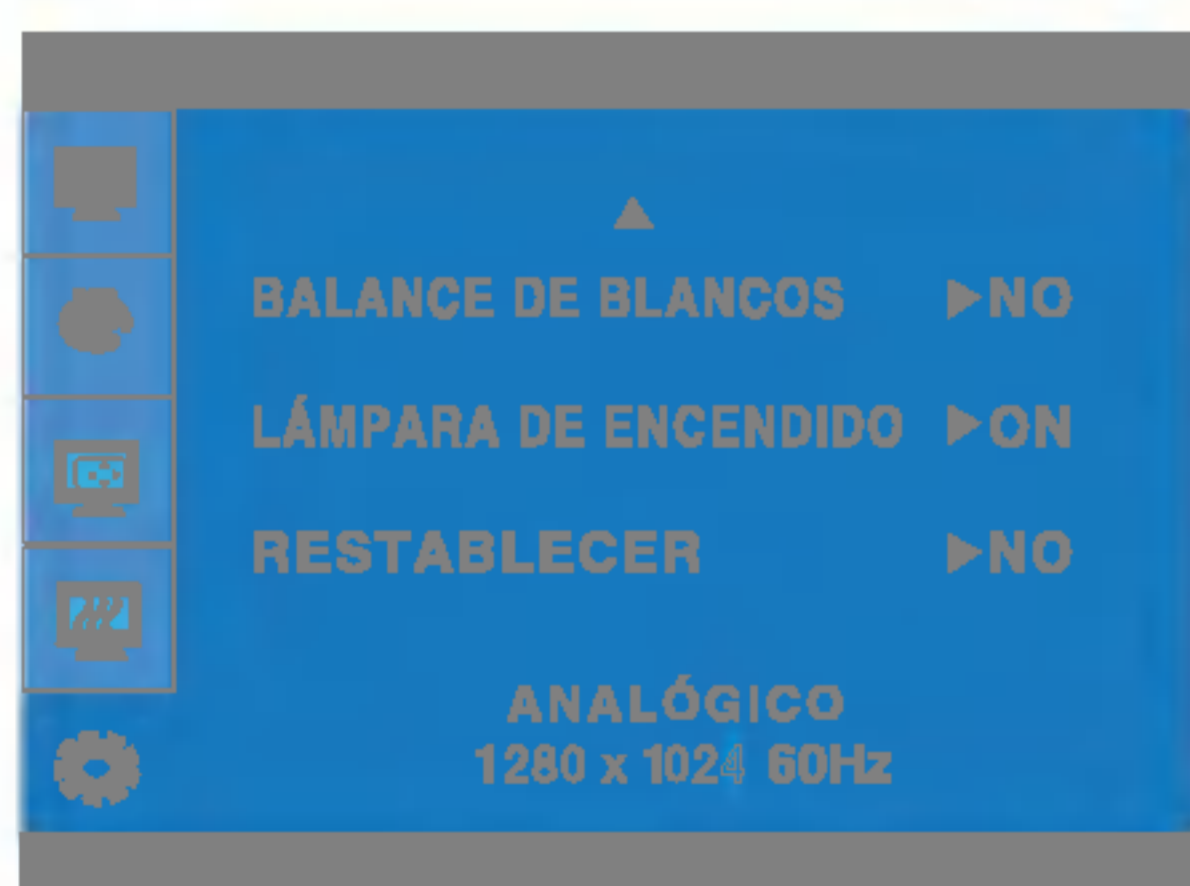 BALANCE DE BLANCOS ▶NO
LÁMPARA DE ENCENDIDO ▶ON
RESTABLECER ▶NO
ANALÓGICO
1280 x 1024 60Hz